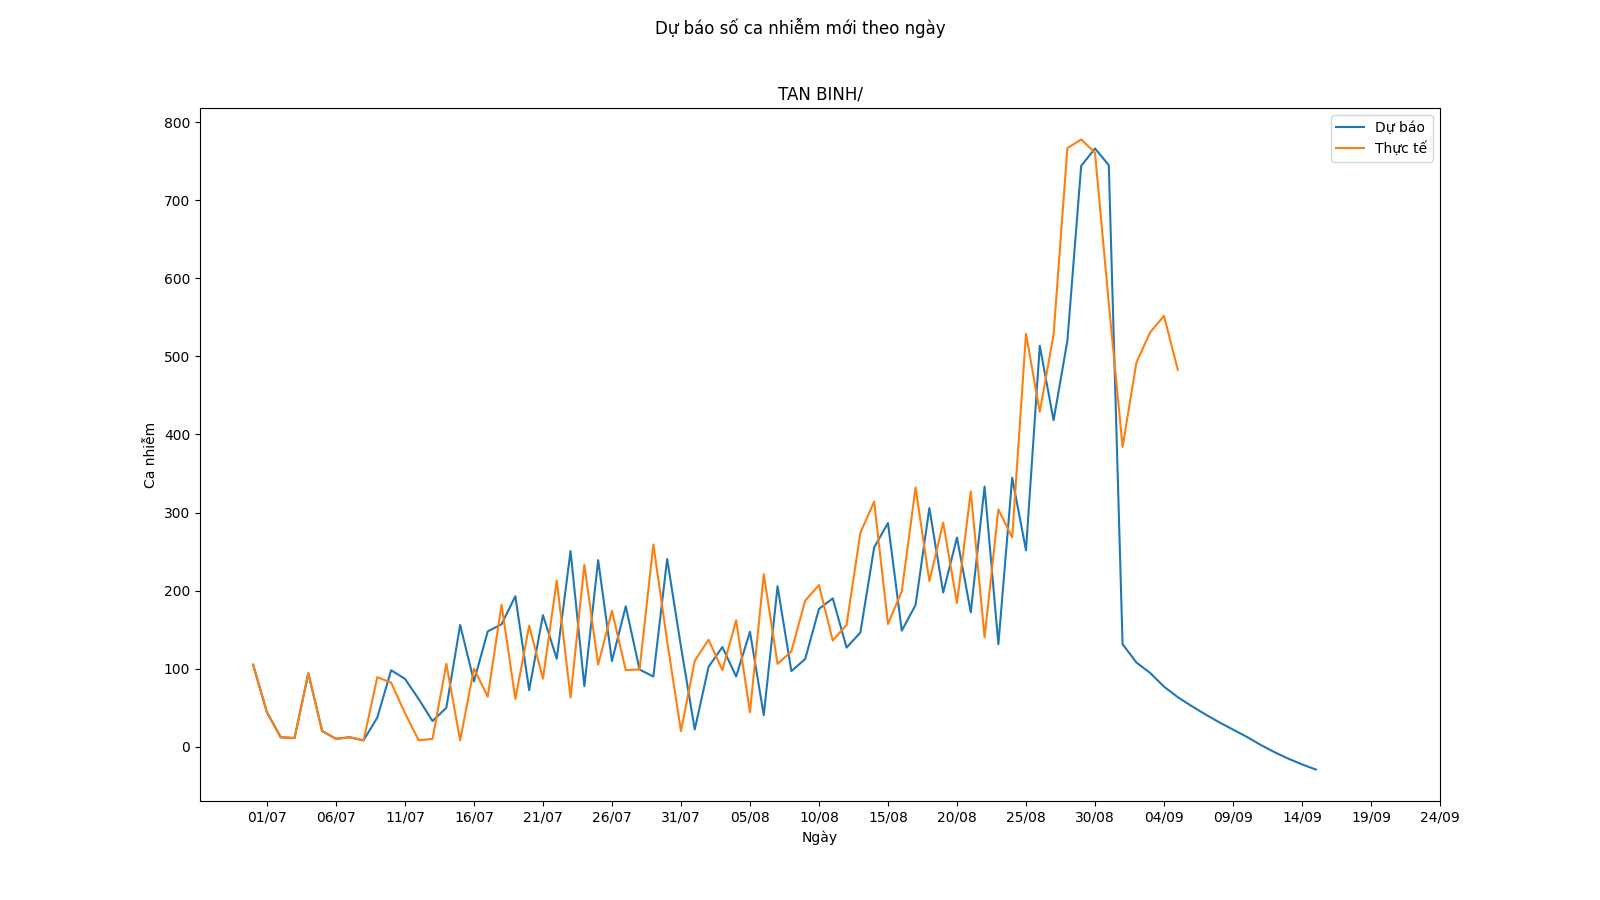 Dự báo số ca nhiễm mới theo ngày
TAN BINH/
Dự báo
Thực tế
800
700
600
500
400
300
200
100
0
Ca nhiễm
01/07 06/07 11/07 16/07 21/07 26/07 31/07 05/08 10/08 15/08 20/08 25/08 30/08 04/09 09/09 14/09 19/09 24/09
Ngày